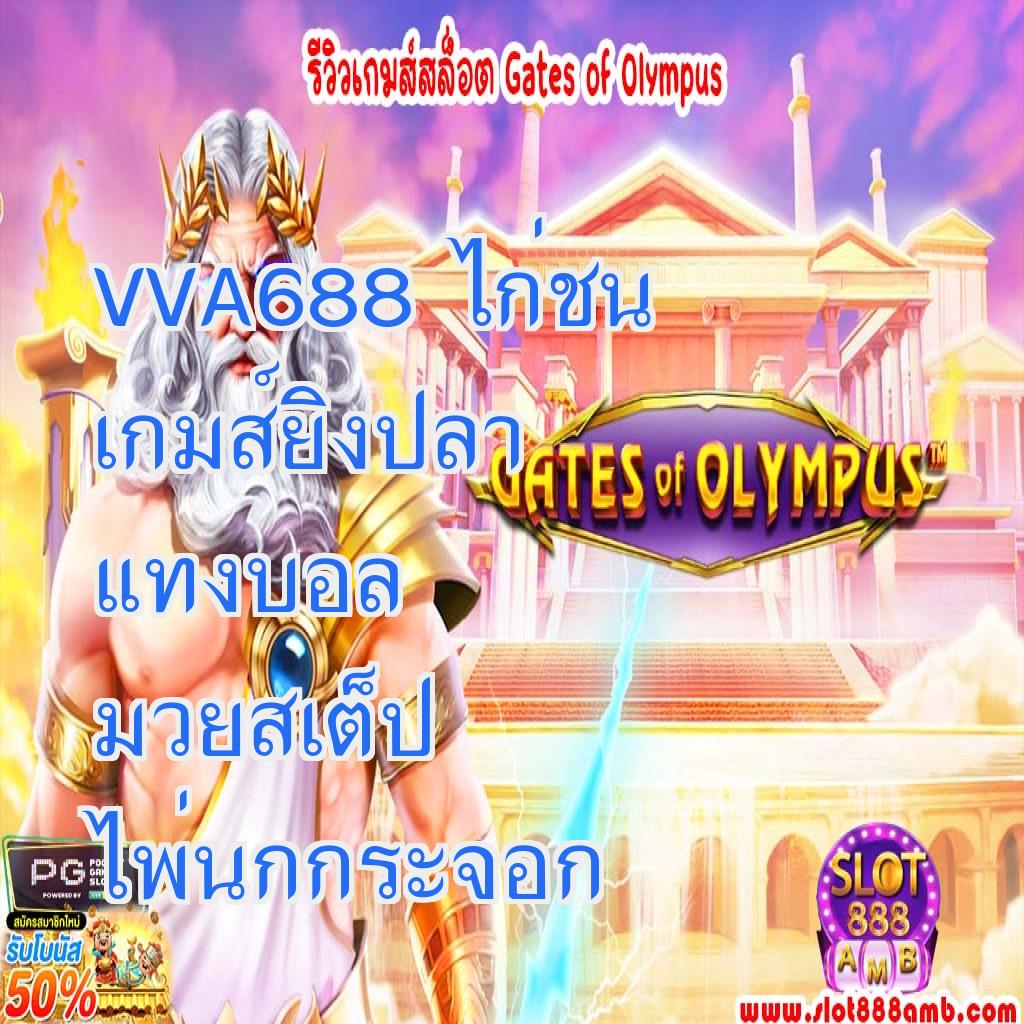 รีวิวเกมส์สล็อต Gates of Olympus
VVA688 ไก่ชน
เกมส์ยิงปลา
GATES of OLYMPUS™
แทงบอล
มวยสเต็ป
ไพ่นกกระจอก
PG
POWERED BY
สมัครสมาชิกใหม่
รับโบนัส
50%
SLOT
888
AMB
www.slot888amb.com